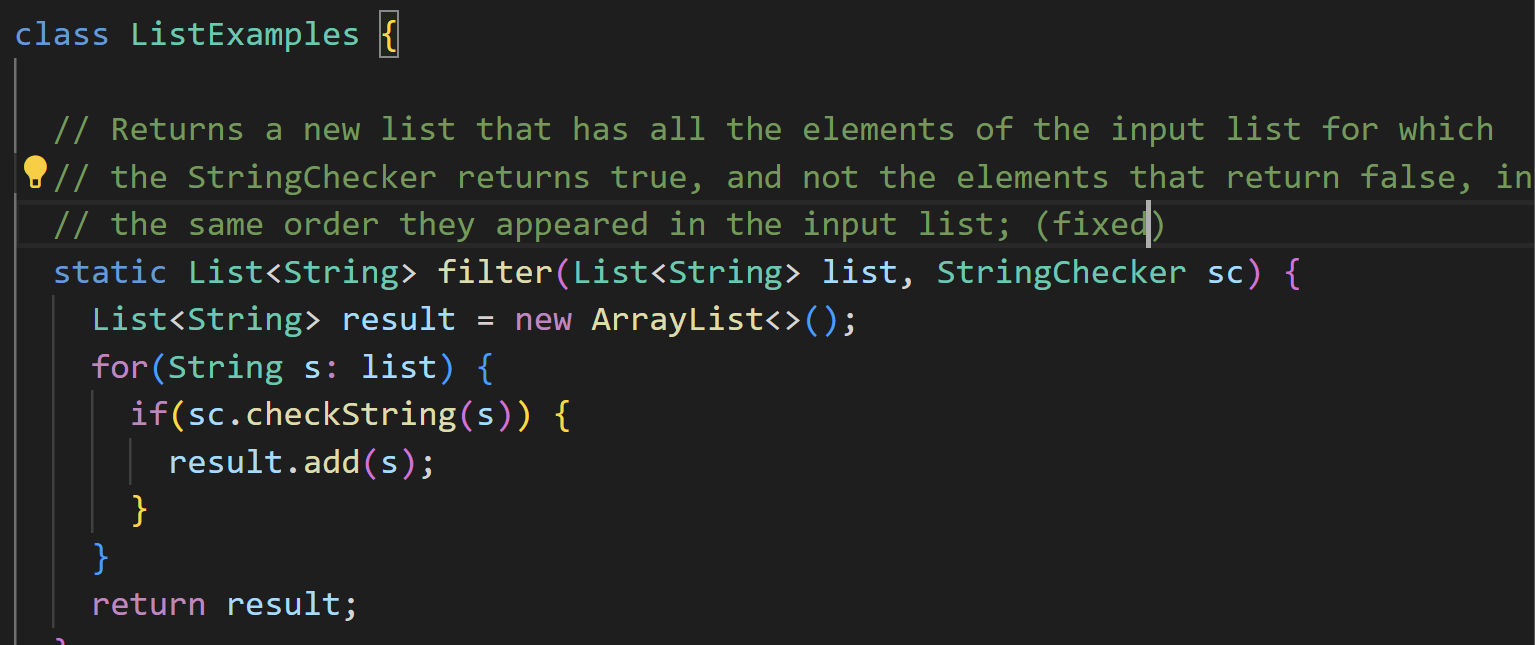 class ListExamples {
// Returns a new list that has all the elements of the input list for which
// the StringChecker returns true, and not the elements that return false, in
// the same order they appeared in the input list; (fixed)
static List<String> filter(List<String> list, StringChecker sc) {
List<String> result = new ArrayList<>();
for(String s: list) {
if(sc.checkString(s)) {
result.add(s);
}
}
return result;
}